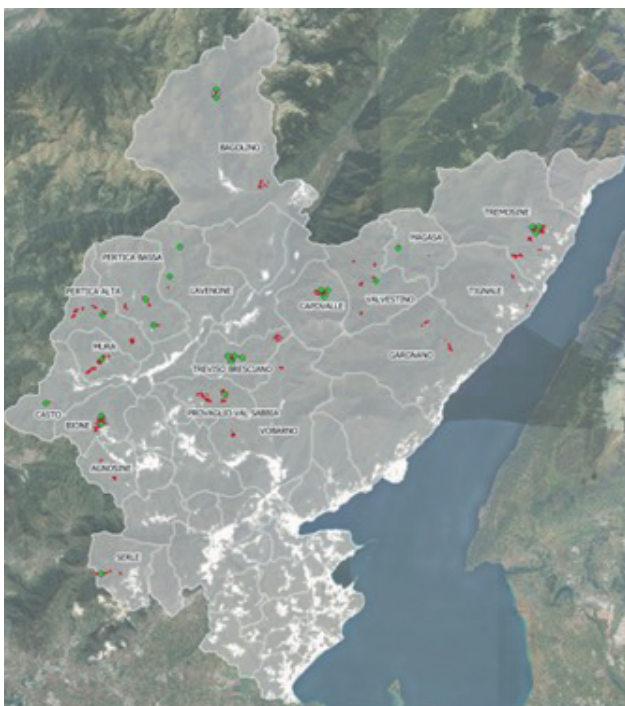 BAGOLINO
TREMOSINE
MAGASA
PERTICA BASSA
PERTICA ALTA
LAVENONE
CAPOVALLE
VALVESTINO
TIGNALE
MURA
TREVISO BRESCIANO
GARGNANO
CASTO
PROVAGLIO VAL SABBIA
BIONE
VOBARNO
AGNOSINE
SERLE